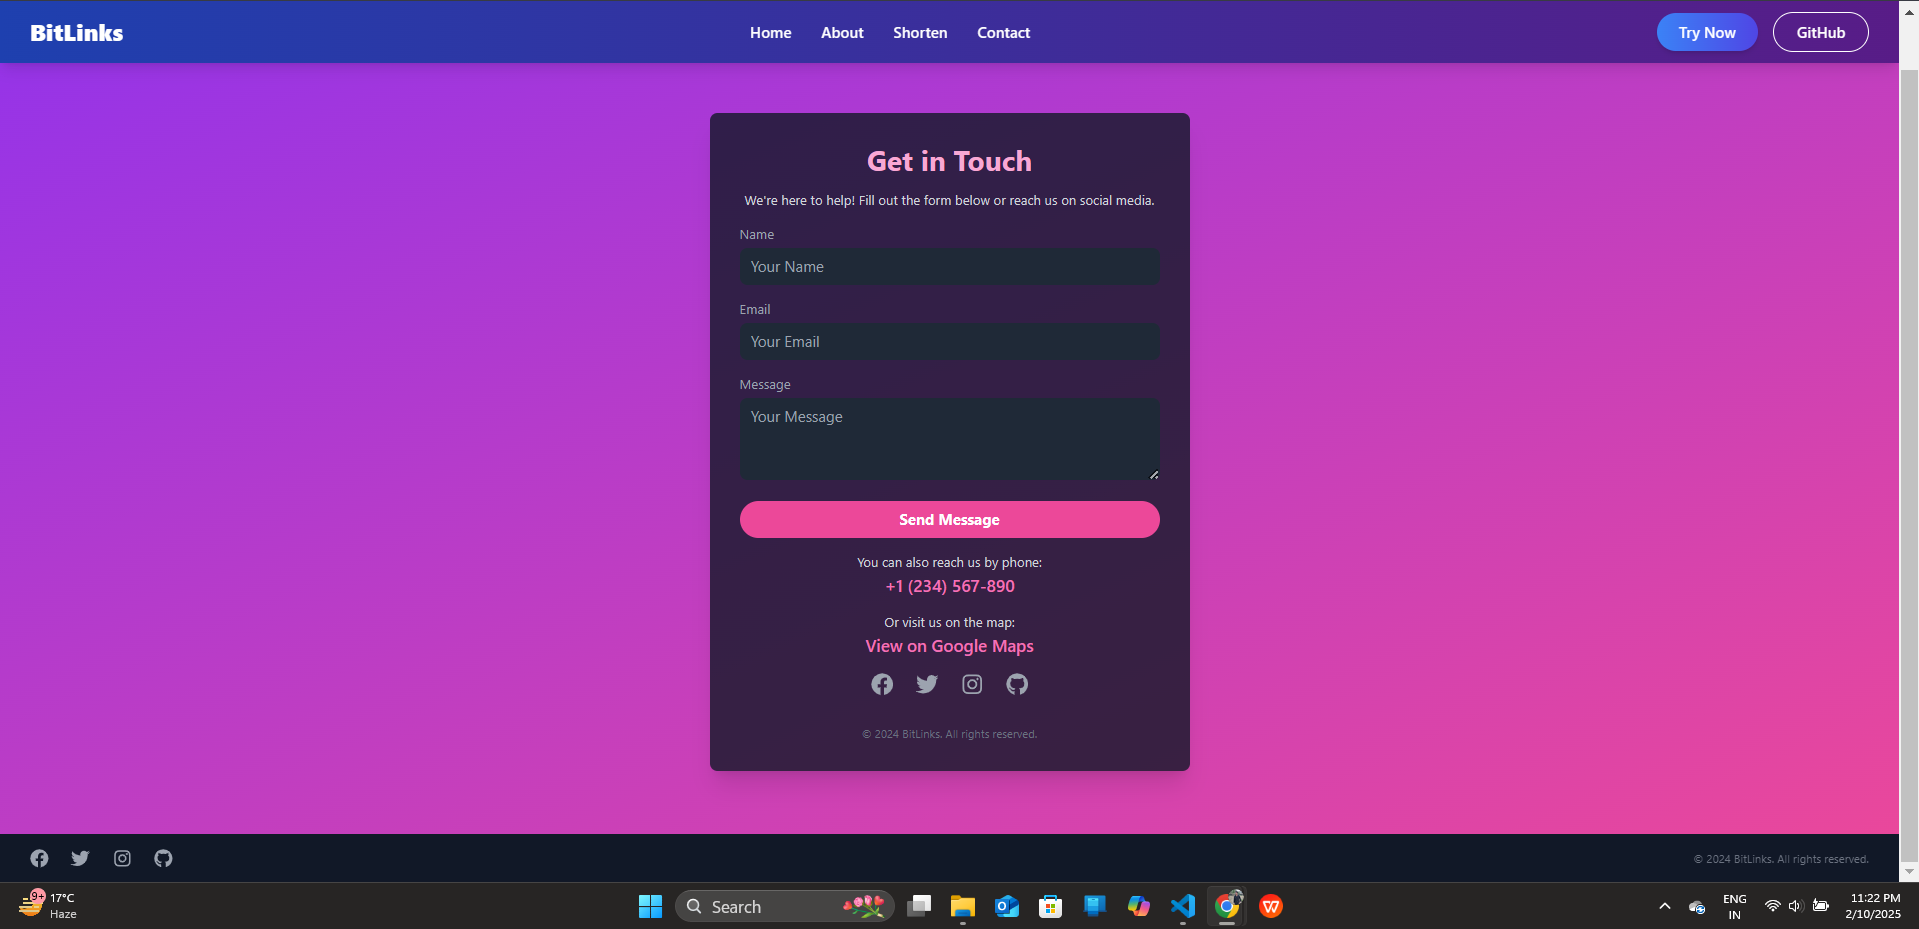 BitLinks
Home About Shorten Contact
Try Now GitHub
Get in Touch
We're here to help! Fill out the form below or reach us on social media.
Name
Your Name
Email
Your Email
Message
Your Message
Send Message
You can also reach us by phone:
+1 (234) 567-890
Or visit us on the map:
View on Google Maps
© 2024 BitLinks. All rights reserved.
© 2024 BitLinks. All rights reserved.
9+
17°C
Haze
Search
ENG
IN
11:22 PM
2/10/2025